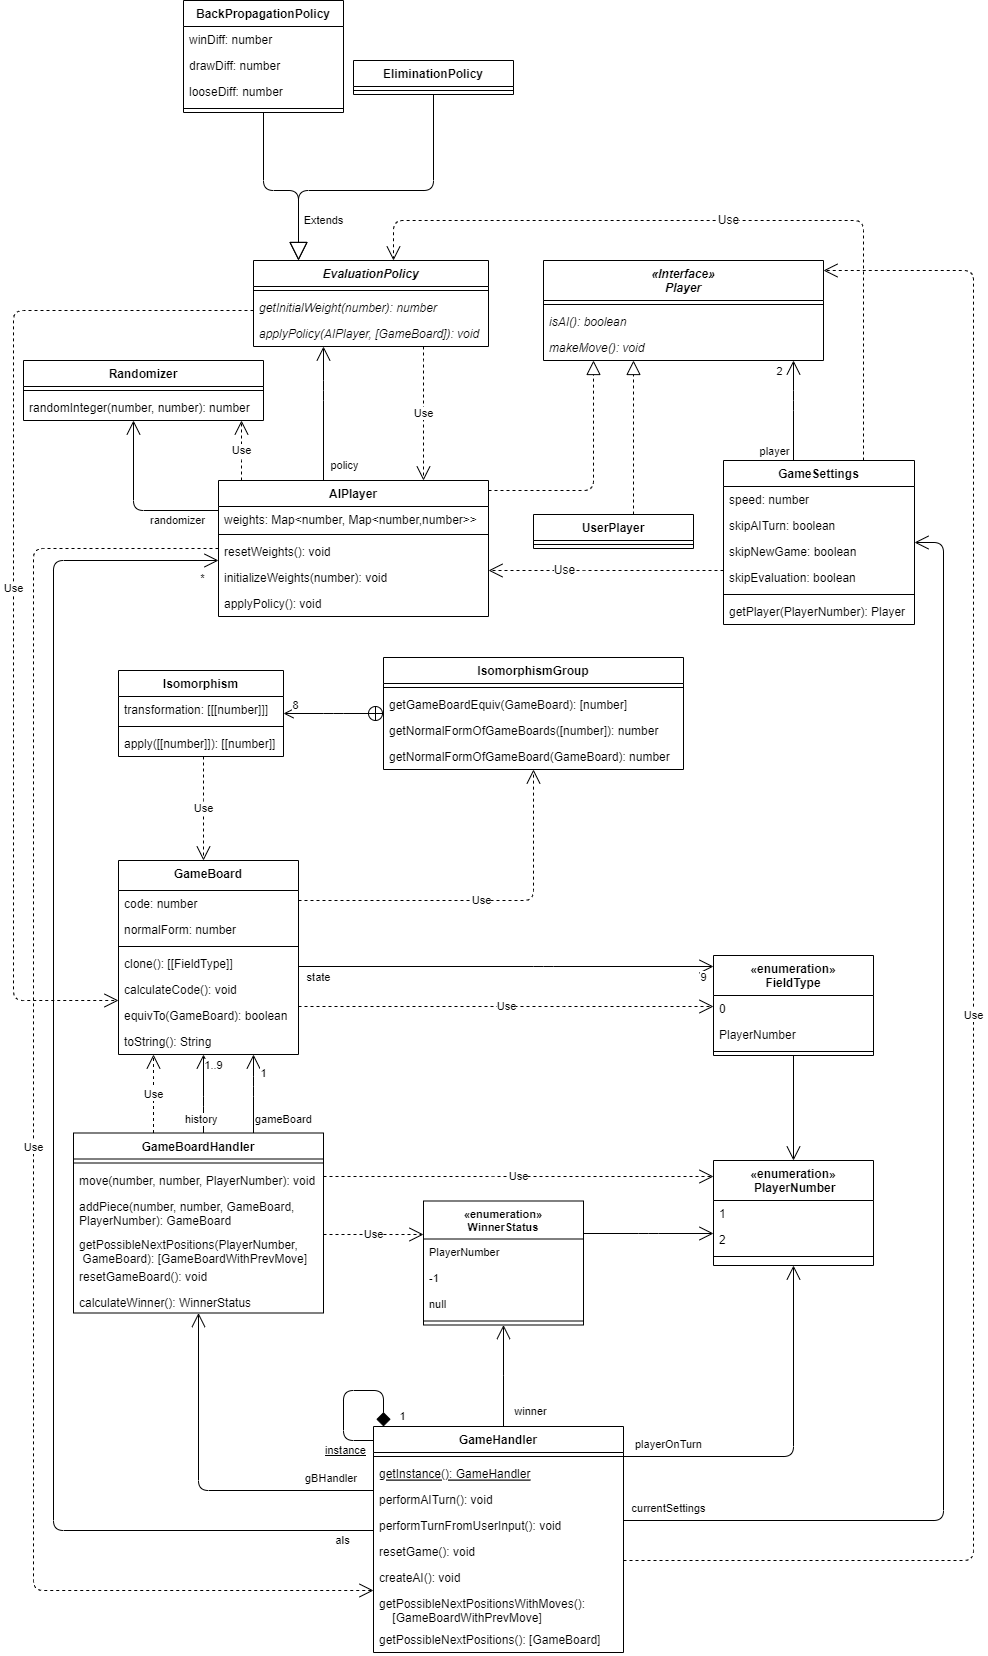 BackPropagationPolicy
winDiff: number
drawDiff: number
looseDiff: number
EliminationPolicy
Extends
Use
EvaluationPolicy
getInitialWeight(number): number
applyPolicy(AIPlayer, [GameBoard]): void
«Interface»
Player
isAI(): boolean
makeMove(): void
Randomizer
randomInteger(number, number): number
2
Use
Use
policy
player
AIPlayer
weights: Map<number, Map<number,number>>
resetWeights(): void
initializeWeights(number): void
applyPolicy(): void
randomizer
*
Use
UserPlayer
Use
GameSettings
speed: number
skipAITurn: boolean
skipNewGame: boolean
skipEvaluation: boolean
getPlayer(PlayerNumber): Player
Isomorphism
transformation: [[[number]]]
apply([[number]]): [[number]]
8
IsomorphismGroup
getGameBoardEquiv(GameBoard): [number]
getNormalFormOfGameBoards([number]): number
getNormalFormOfGameBoard(GameBoard): number
Use
GameBoard
code: number
normalForm: number
clone(): [[FieldType]]
calculateCode(): void
equivTo(GameBoard): boolean
toString(): String
Use
state
9
Use
«enumeration»
FieldType
0
PlayerNumber
Use
1..9
1
Use
history
gameBoard
Use
GameBoardHandler
move(number, number, PlayerNumber): void
addPiece(number, number, GameBoard,
PlayerNumber): GameBoard
getPossibleNextPositions(PlayerNumber,
GameBoard): [GameBoardWithPrevMove]
resetGameBoard(): void
calculateWinner(): WinnerStatus
Use
Use
«enumeration»
WinnerStatus
PlayerNumber
-1
null
«enumeration»
PlayerNumber
1
2
1
instance
winner
playerOnTurn
gBHandler
currentSettings
aIs
GameHandler
getInstance(): GameHandler
performAITurn(): void
performTurnFromUserInput(): void
resetGame(): void
createAI(): void
getPossibleNextPositionsWithMoves():
[GameBoardWithPrevMove]
getPossibleNextPositions(): [GameBoard]